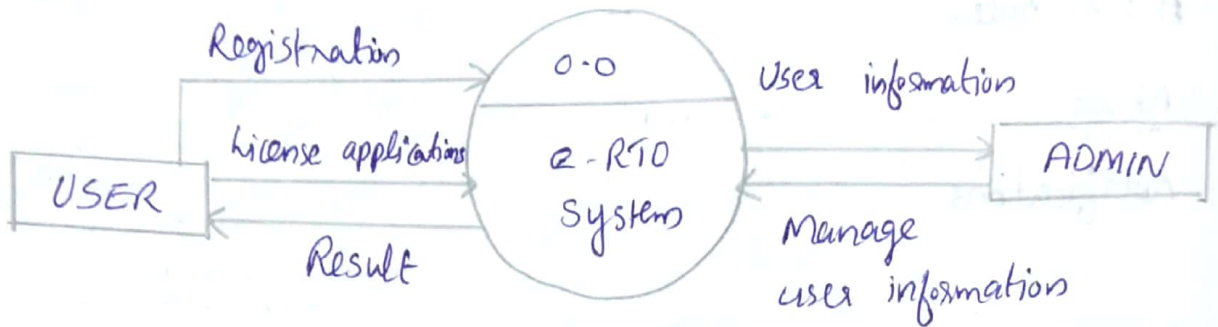 Registration
0.0
User information
License applications
e-RTO
System
ADMIN
USER
Result
Manage
user information